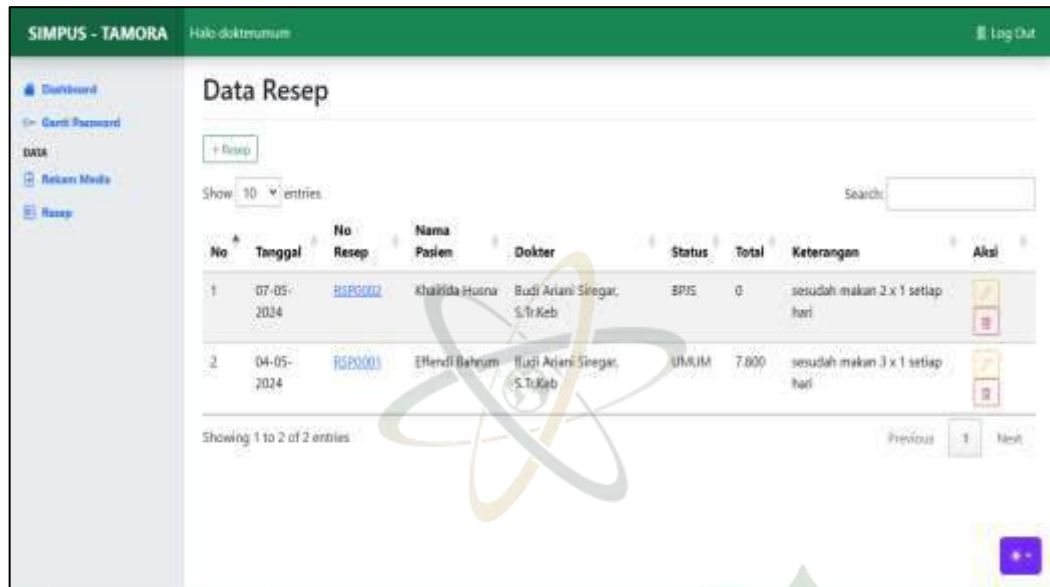 SIMPUS - TAMORA Halo dokterumum Log Out
Dashboard
Ganti Password
DATA
Rekam Medis
Resep
Data Resep
+ Resep
Show 10 entries
Search:
No Tanggal No Resep Nama Pasien Dokter Status Total Keterangan Aksi
1 07-05-2024 RSP0002 Khairida Husna Budi Ariani Siregar, S.Tr.Keb BPJS 0 sesudah makan 2 x 1 setiap hari
2 04-05-2024 RSP0001 Effendi Bahrum Budi Ariani Siregar, S.Tr.Keb UMUM 7.800 sesudah makan 3 x 1 setiap hari
Showing 1 to 2 of 2 entries
Previous 1 Next